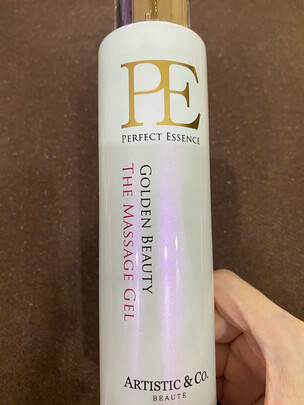 PE
PERFECT ESSENCE
GOLDEN BEAUTY
THE MASSAGE GEL
ARTISTIC & CO.
BEAUTÉ